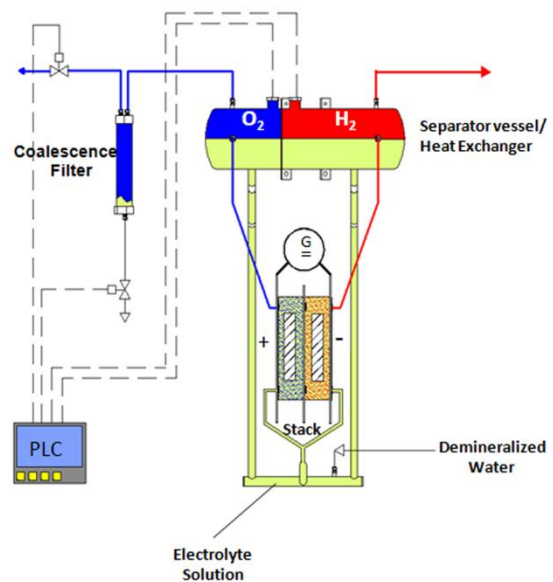 O2
H2
Separator vessel/
Heat Exchanger
Coalescence
Filter
G
=
+
-
Stack
PLC
Demineralized
Water
Electrolyte
Solution